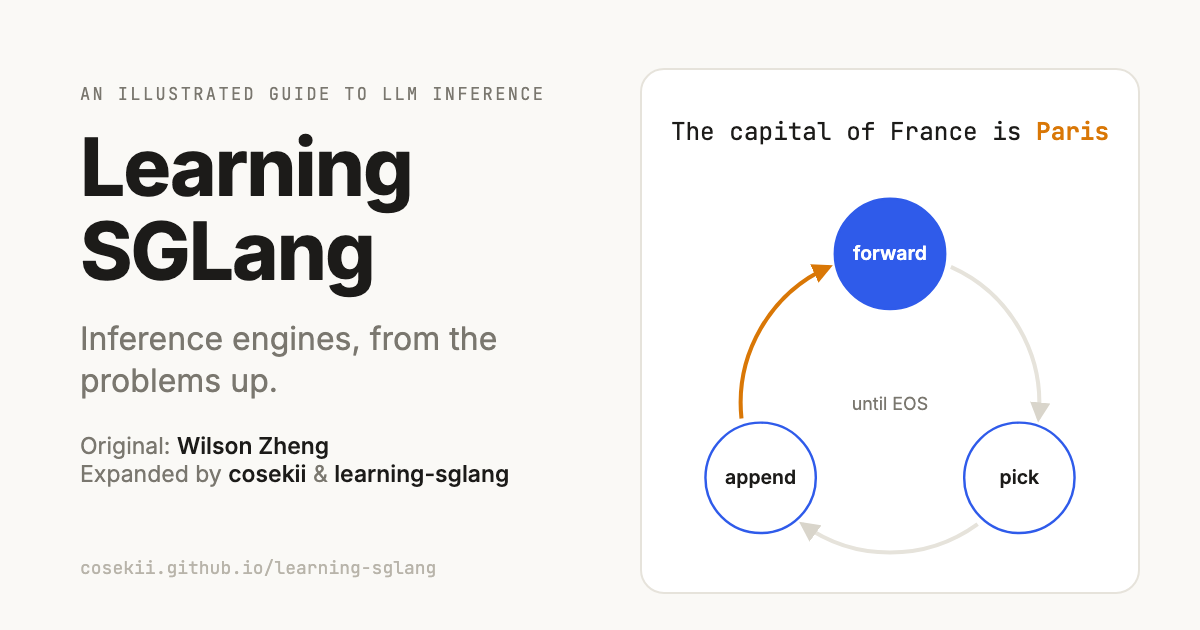 AN ILLUSTRATED GUIDE TO LLM INFERENCE
Learning
SGLang
Inference engines, from the
problems up.
Original: Wilson Zheng
Expanded by cosekii & learning-sglang
cosekii.github.io/learning-sglang
The capital of France is Paris
forward
until EOS
append
pick